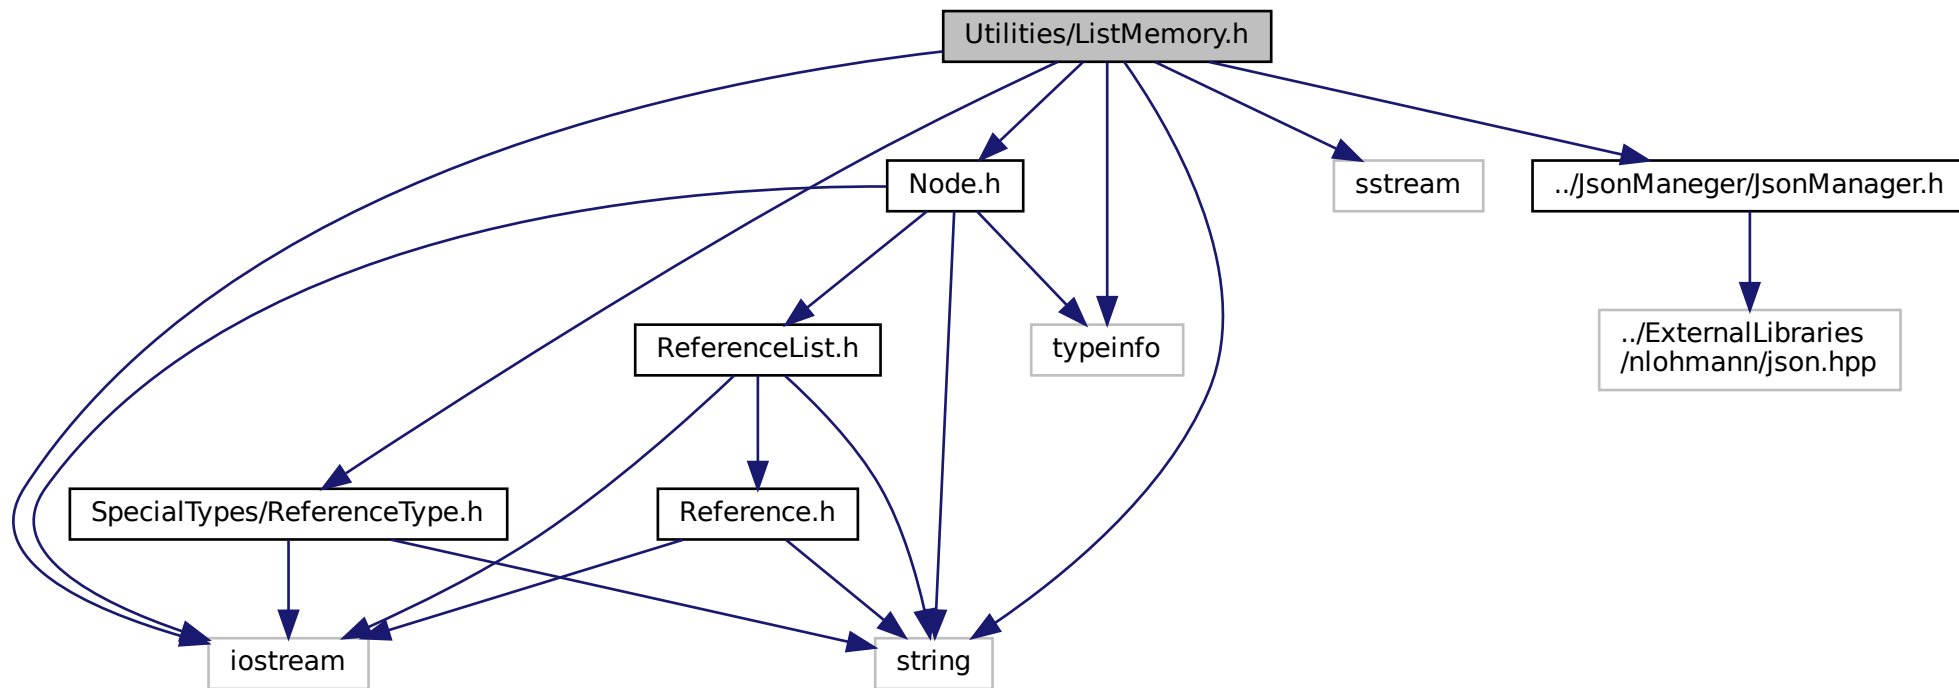 Utilities/ListMemory.h
Node.h
sstream
../JsonManeger/JsonManager.h
ReferenceList.h
typeinfo
../ExternalLibraries
/nlohmann/json.hpp
SpecialTypes/ReferenceType.h
Reference.h
iostream
string